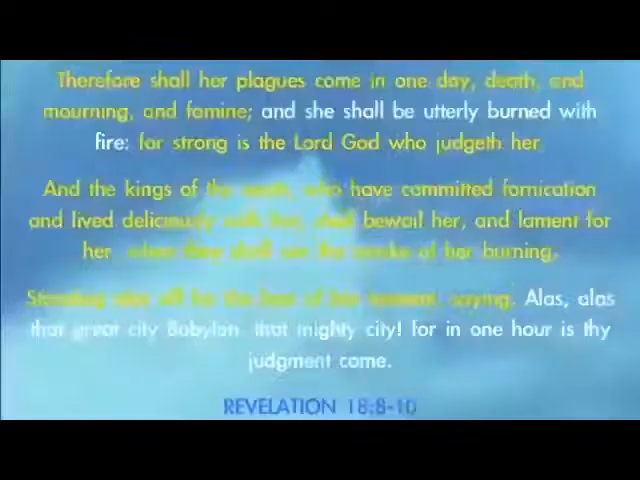 Therefore shall her plagues come in one day, death, and
mourning, and famine; and she shall be utterly burned with
fire: for strong is the Lord God who judgeth her.
And the kings of the earth, who have committed fornication
and lived deliciously with her, shall bewail her, and lament for
her, when they shall see the smoke of her burning,
Standing afar off for the fear of her torment, saying, Alas, alas
that great city Babylon, that mighty city! for in one hour is thy
judgment come.
REVELATION 18:8-10